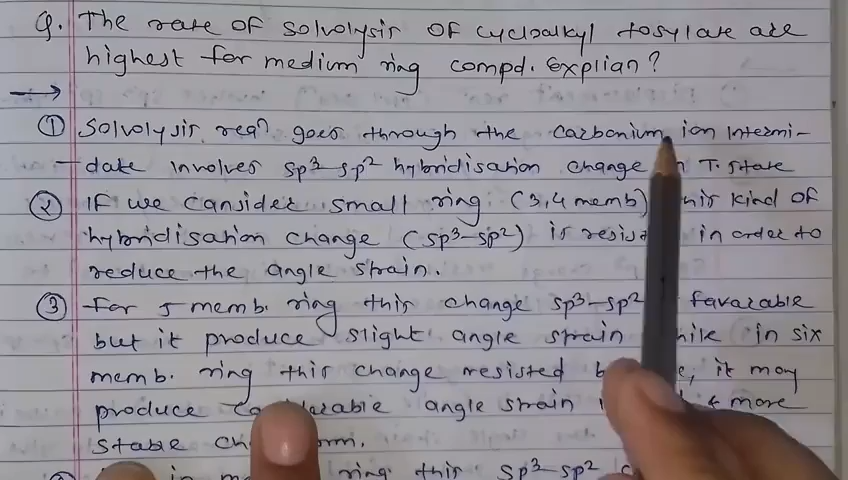 Q. The rate of solvolysis of cycloalkyl tosylate are
highest for medium ring compd. Explian?
→ ① Solvolysis rean goes through the carbonium ion Intermi-
date involves sp3-sp2 hybridisation change T. state
② If we cansider small ring (3,4 memb) kind of
hybridisation change (sp3-sp2) is in order to
reduce the angle strain.
③ for 5 memb. ring this change sp3-sp2 favarable
but it produce slight angle strain in six
memb. ring this change resisted it may
produce angle strain more
stable
ring this sp3-sp2